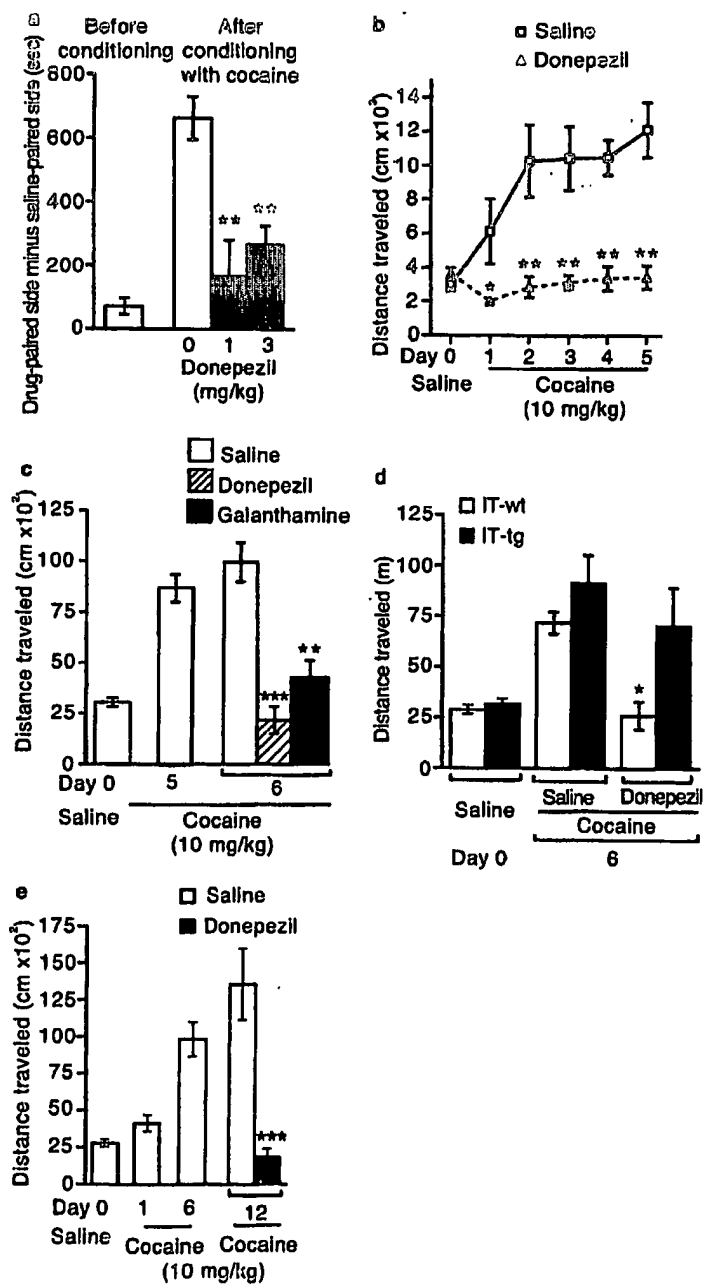 a
Before conditioning
After conditioning with cocaine
Drug-paired side minus saline-paired side (sec)
800
600
400
200
0
** **
0 1 3
Donepezil
(mg/kg)
b
Saline
Donepezil
Distance traveled (cm x10²)
14
12
10
8
6
4
2
0
* ** ** ** **
Day 0 1 2 3 4 5
Saline Cocaine
(10 mg/kg)
c
Saline
Donepezil
Galanthamine
Distance traveled (cm x10²)
125
100
75
50
25
0
*** **
Day 0 5 6
Saline Cocaine
(10 mg/kg)
d
IT-wt
IT-tg
Distance traveled (m)
125
100
75
50
25
0
*
Saline Saline Donepezil
Cocaine
Day 0 6
e
Saline
Donepezil
Distance traveled (cm x10²)
175
150
125
100
75
50
25
0
***
Day 0 1 6 12
Saline Cocaine Cocaine
(10 mg/kg)